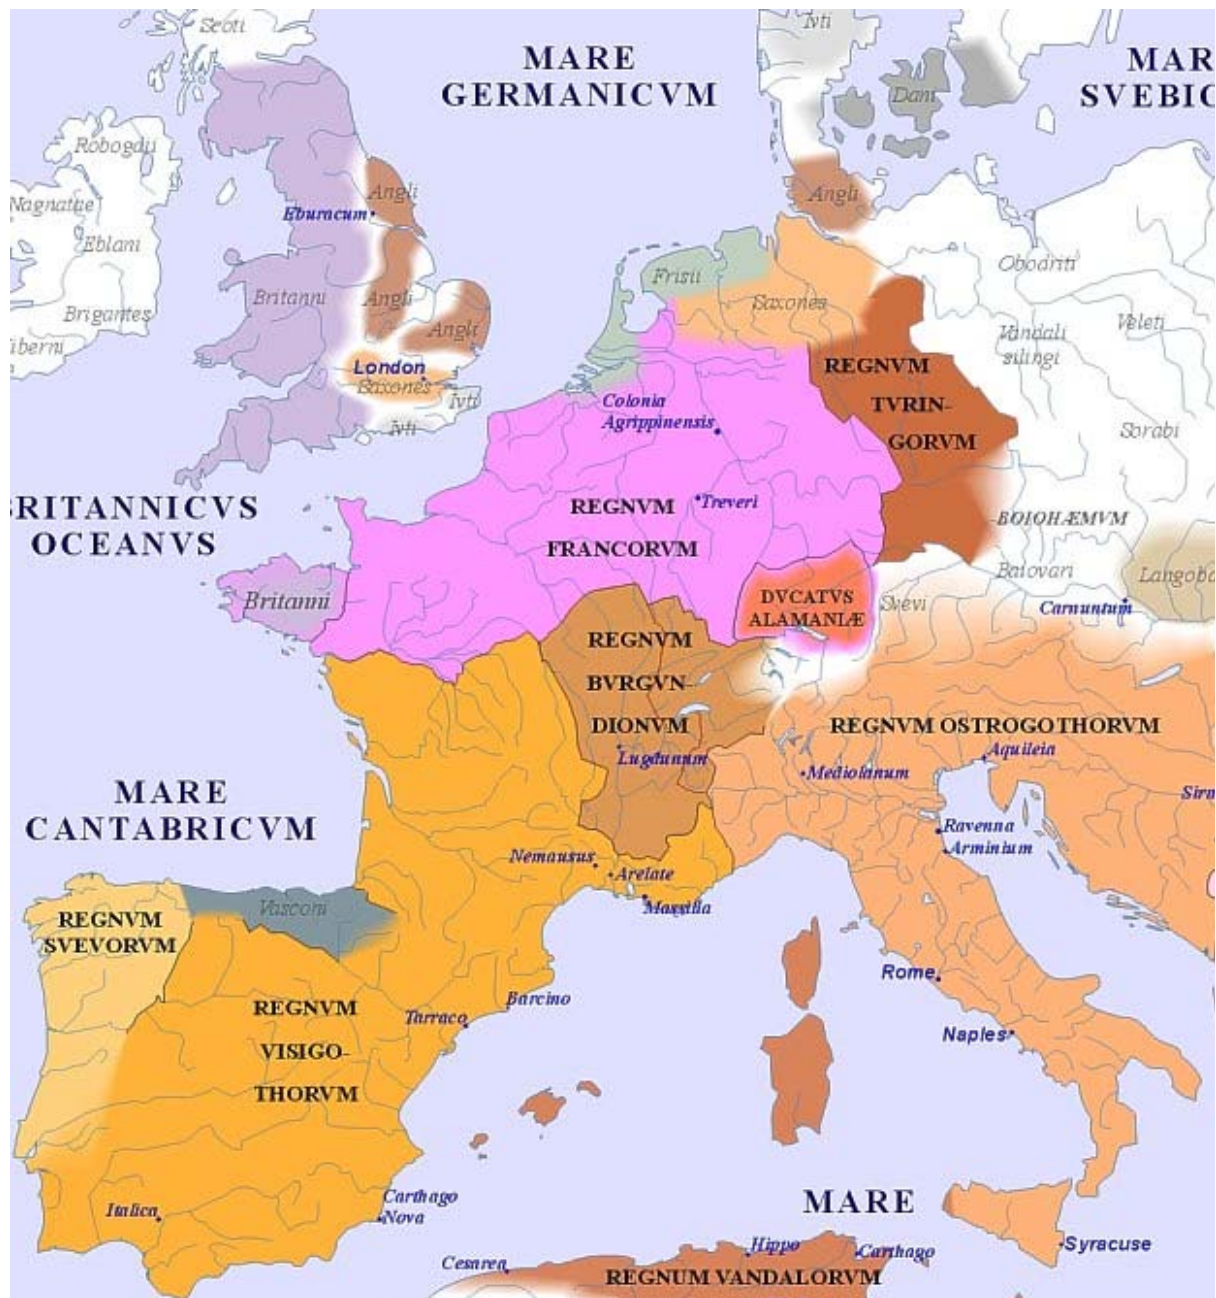 Scoti
Ivti
MARE
GERMANICVM
MAR
SVEBIC
Dani
Robogdii
Nagnatae
Eblani
Brigantes
iberni
Angli
Eburacum
Britanni
Angli
Angli
London
Saxones
Ivti
Ivti
Angli
Frisii
Saxones
Obodriti
Vandali
silingi
Veleti
Sorabi
REGNVM
TVRIN-
GORVM
Colonia
Agrippinensis
Treveri
REGNVM
FRANCORVM
BRITANNICVS
OCEANVS
BOIOHÆMVM
Baiovari
Langoba
Carnuntum
Svevi
DVCATVS
ALAMANIÆ
Britanni
REGNVM
BVRGVN-
DIONVM
Lugdunum
REGNVM OSTROGOTHORVM
Aquileia
Mediolanum
Sirm
Ravenna
Arminium
MARE
CANTABRICVM
Nemausus
Arelate
Massilia
Vasconi
REGNVM
SVEVORVM
REGNVM
VISIGO-
THORVM
Barcino
Tarraco
Rome
Naples
Italica
Carthago
Nova
MARE
Syracuse
Cesarea
Hippo
Carthago
REGNUM VANDALORVM